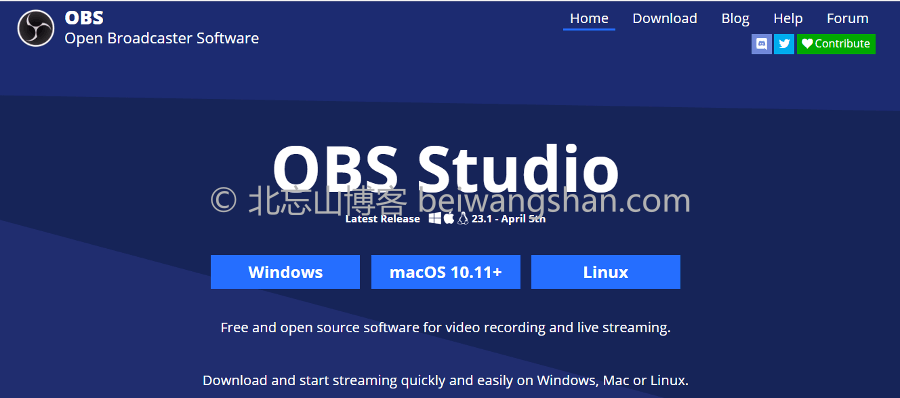 OBS
Open Broadcaster Software
Home Download Blog Help Forum
Contribute
OBS Studio
© 北忘山博客 beiwangshan.com
Latest Release 23.1 - April 5th
Windows macOS 10.11+ Linux
Free and open source software for video recording and live streaming.
Download and start streaming quickly and easily on Windows, Mac or Linux.